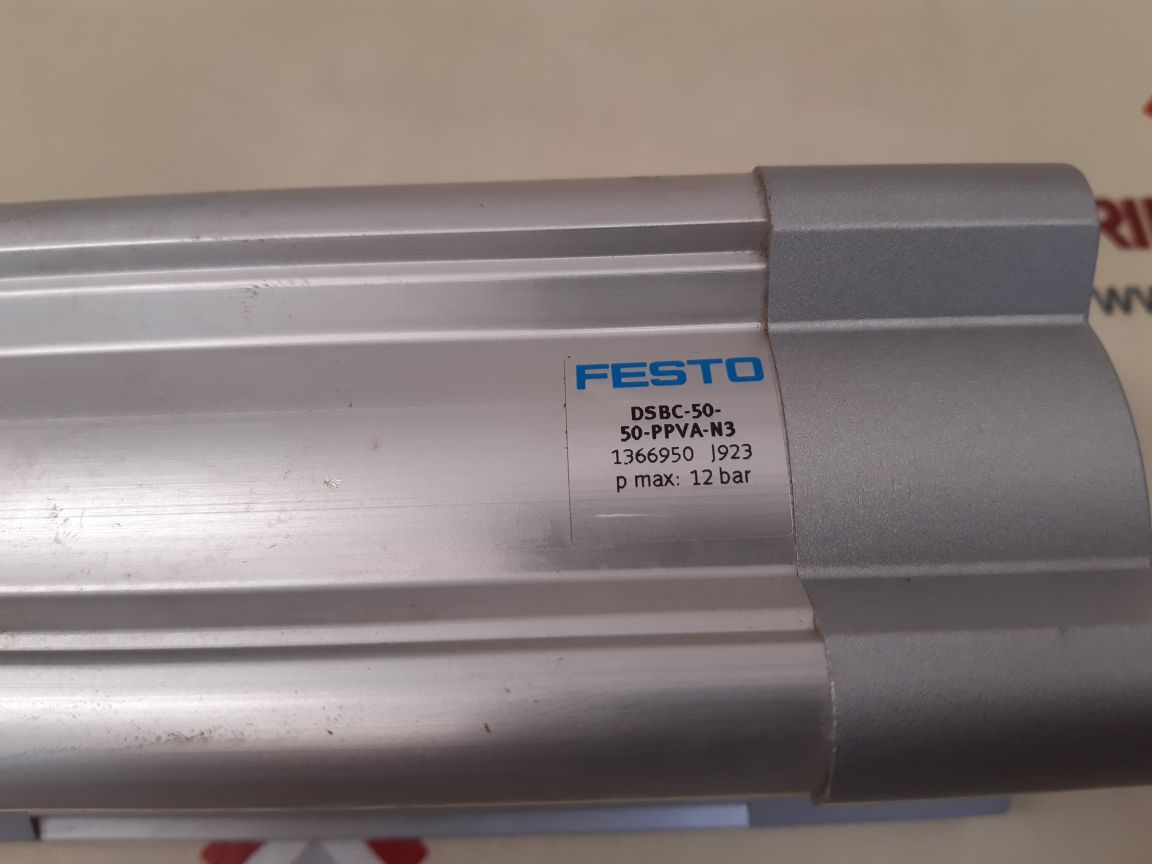 FESTO
DSBC-50-
50-PPVA-N3
1366950 J923
p max: 12 bar